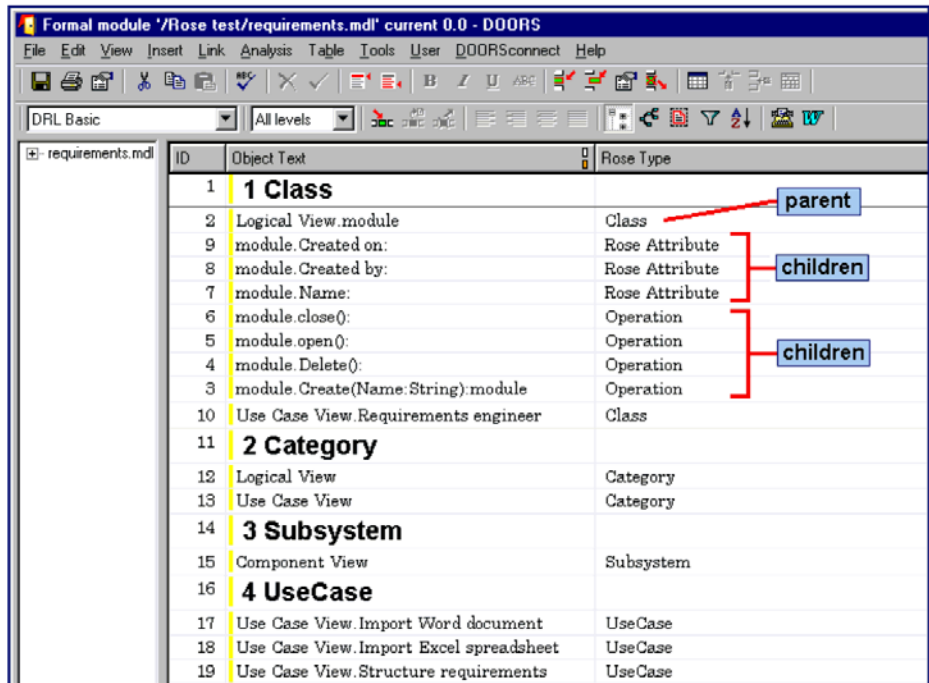 Formal module '/Rose test/requirements.mdl' current 0.0 - DOORS
File Edit View Insert Link Analysis Table Tools User DOORSconnect Help
ABC B I U ABC
DRL Basic All levels W
requirements.mdl
ID Object Text Rose Type
1 1 Class
parent
2 Logical View.module Class
9 module.Created on: Rose Attribute
8 module.Created by: Rose Attribute children
7 module.Name: Rose Attribute
6 module.close(): Operation
5 module.open(): Operation
children
4 module.Delete(): Operation
3 module.Create(Name:String):module Operation
10 Use Case View.Requirements engineer Class
11 2 Category
12 Logical View Category
13 Use Case View Category
14 3 Subsystem
15 Component View Subsystem
16 4 UseCase
17 Use Case View.Import Word document UseCase
18 Use Case View.Import Excel spreadsheet UseCase
19 Use Case View.Structure requirements UseCase